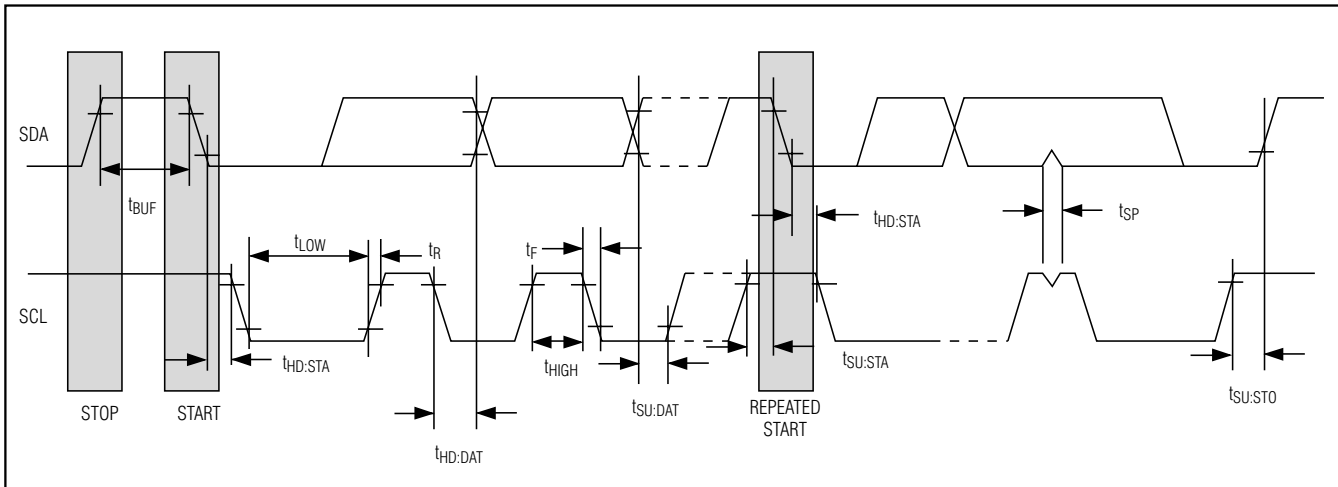 SDA
tBUF
tLOW
tR
tF
tHD:STA
tSP
SCL
tHD:STA
tHIGH
tSU:STA
tSU:DAT
tSU:STO
STOP
START
REPEATED
START
tHD:DAT